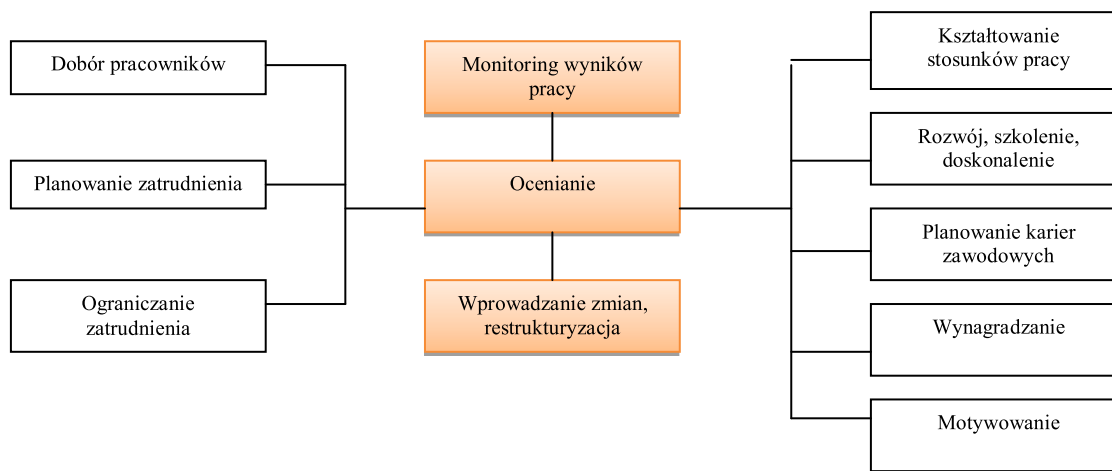 Dobór pracowników
Planowanie zatrudnienia
Ograniczanie
zatrudnienia
Monitoring wyników
pracy
Ocenianie
Wprowadzanie zmian,
restrukturyzacja
Kształtowanie
stosunków pracy
Rozwój, szkolenie,
doskonalenie
Planowanie karier
zawodowych
Wynagradzanie
Motywowanie